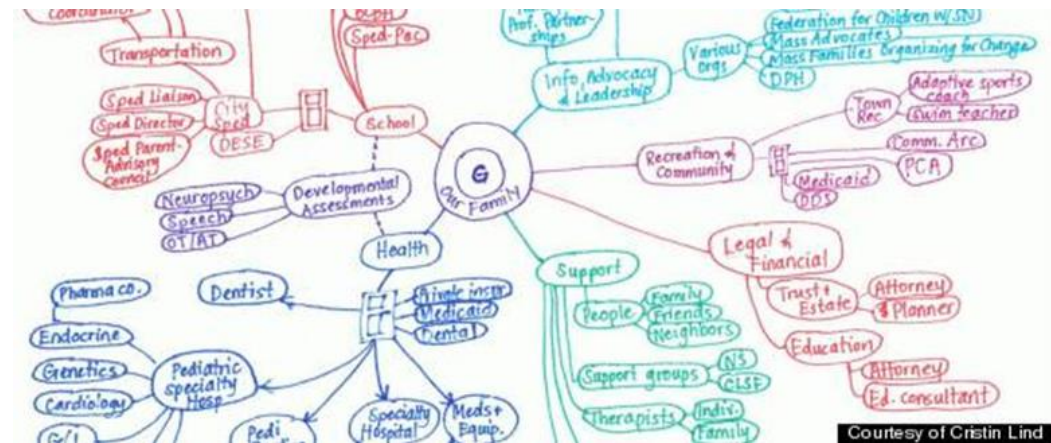 Coordinator
Transportation
Sped Liaison
Sped Director
$ped Parent-
Advisory
Council
City
Sped
DESE
Sped-Pac
School
Neuropsych
Speech
OT/AT
Developmental
Assessments
Health
G
Our Family
Prof. Partner-
ships
Info, Advocacy
& Leadership
Various
Orgs
Federation for Children W/SN
Mass Advocates
Mass Families Organizing for Change
DPH
Recreation &
Community
Town
Rec
Adaptive sports
coach
Swim teacher
Comm. Arc
PCA
Medicaid
DDS
Legal &
Financial
Trust +
Estate
Attorney
$ Planner
Education
Attorney
Ed. consultant
Support
People
Family
Friends
Neighbors
Support groups
NS
CLSF
Therapists
Indiv.
Family
Pharma co.
Dentist
Private insur
Medicaid
Dental
Endocrine
Genetics
Cardiology
G/I
Pediatric
Specialty
Hosp
Pedi
Specialty
Hospital
Meds +
Equip.
Courtesy of Cristin Lind